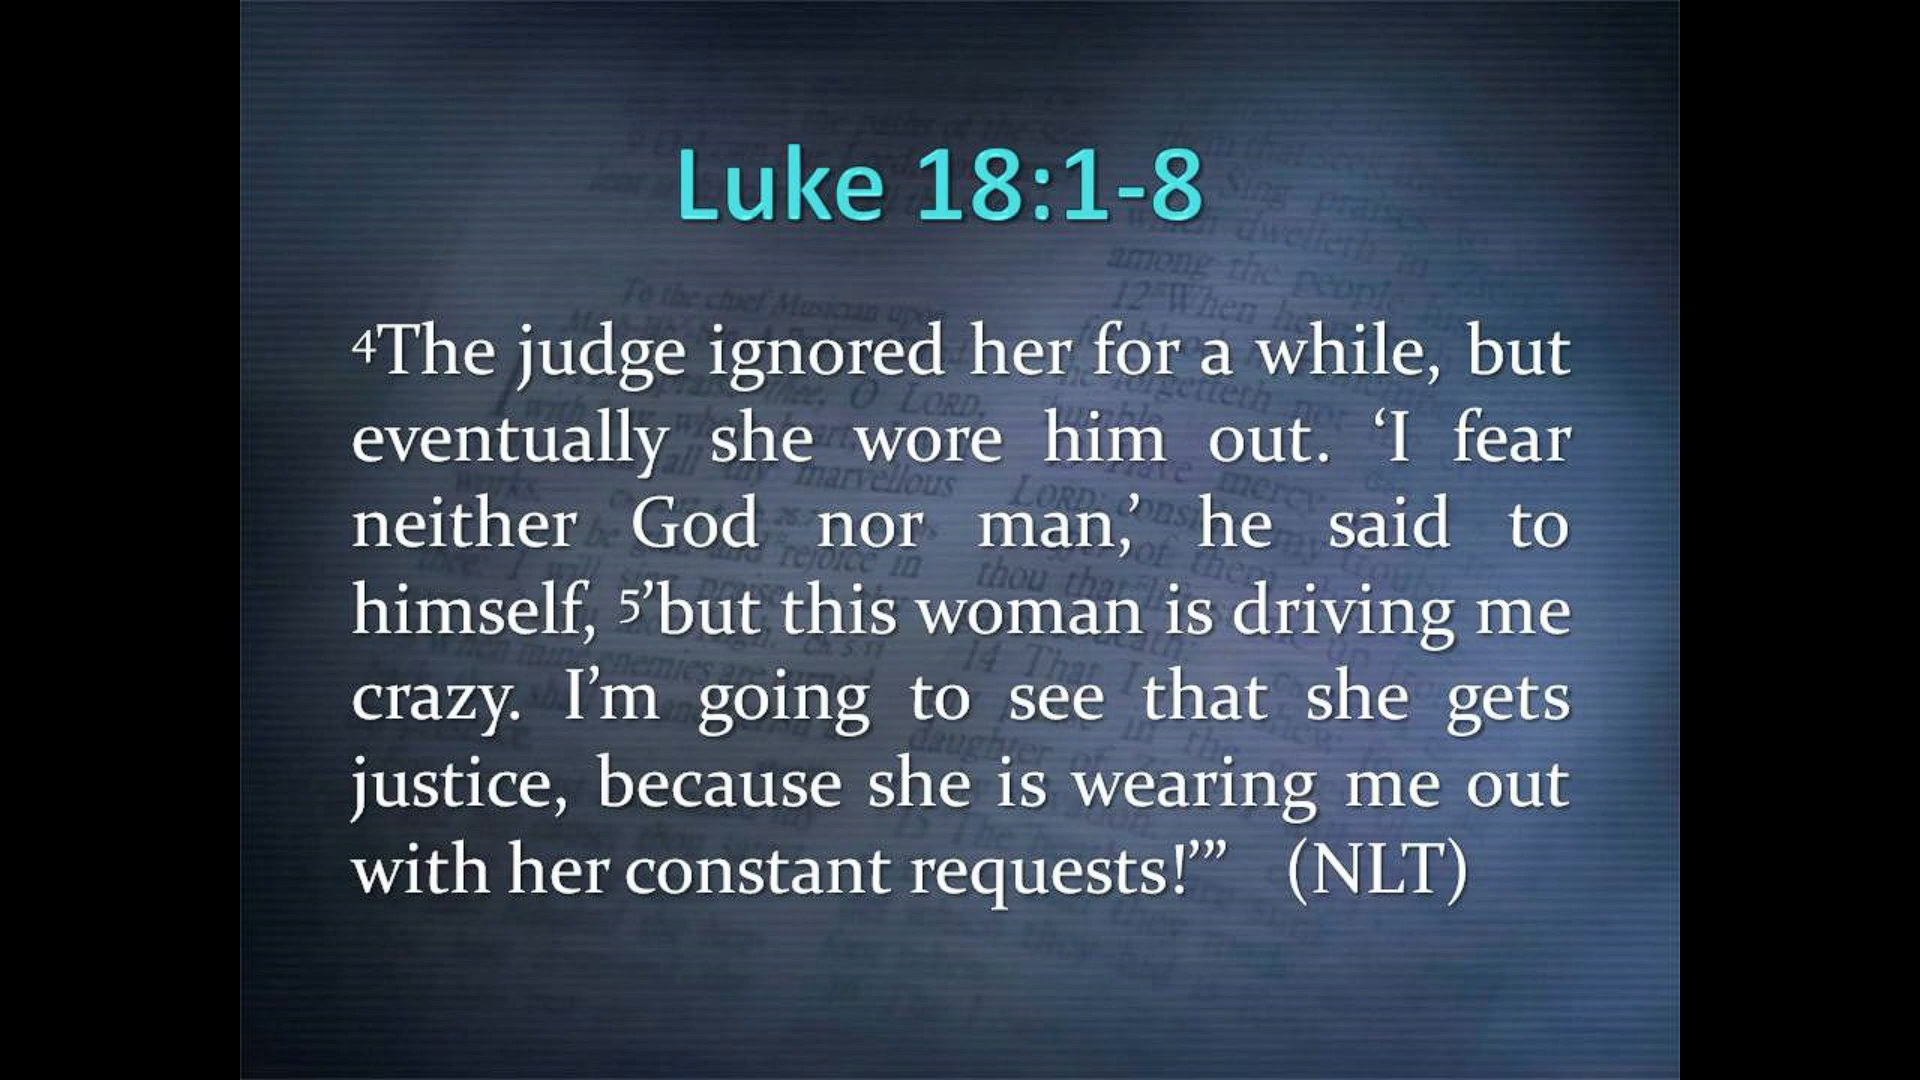 Luke 18:1-8
4The judge ignored her for a while, but
eventually she wore him out. ‘I fear
neither God nor man,’ he said to
himself, 5’but this woman is driving me
crazy. I’m going to see that she gets
justice, because she is wearing me out
with her constant requests!’” (NLT)